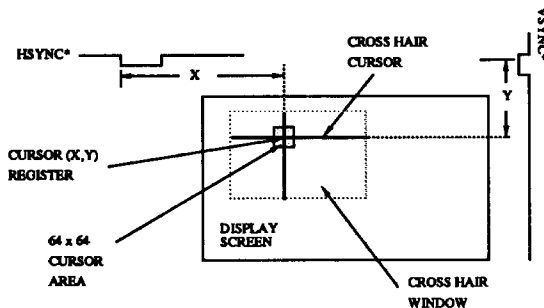 HSYNC*
X
CROSS HAIR
CURSOR
VSYNC*
Y
CURSOR (X,Y)
REGISTER
64 x 64
CURSOR
AREA
DISPLAY
SCREEN
CROSS HAIR
WINDOW